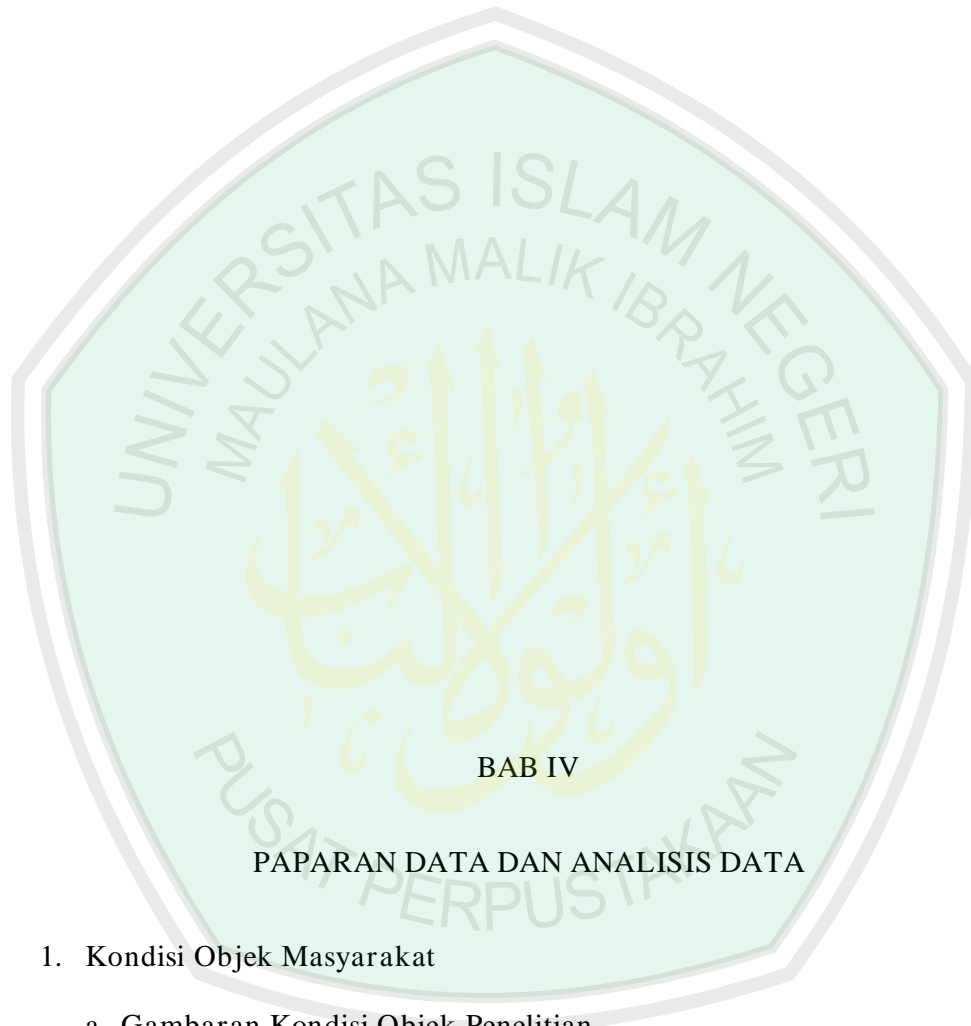 UNIVERSITAS ISLAM NEGERI
MAULANA MALIK IBRAHIM
PUSAT PERPUSTAKAAN
BAB IV
PAPARAN DATA DAN ANALISIS DATA
1. Kondisi Objek Masyarakat
a. Gambaran Kondisi Objek Penelitian